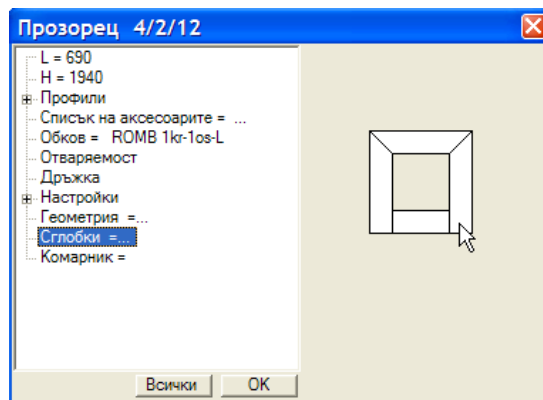 Прозорец 4/2/12
L = 690
H = 1940
Профили
Списък на аксесоарите = ...
Обков = ROMB 1kr-1os-L
Отваряемост
Дръжка
Настройки
Геометрия =...
Сглобки =...
Комарник =
Всички
OK